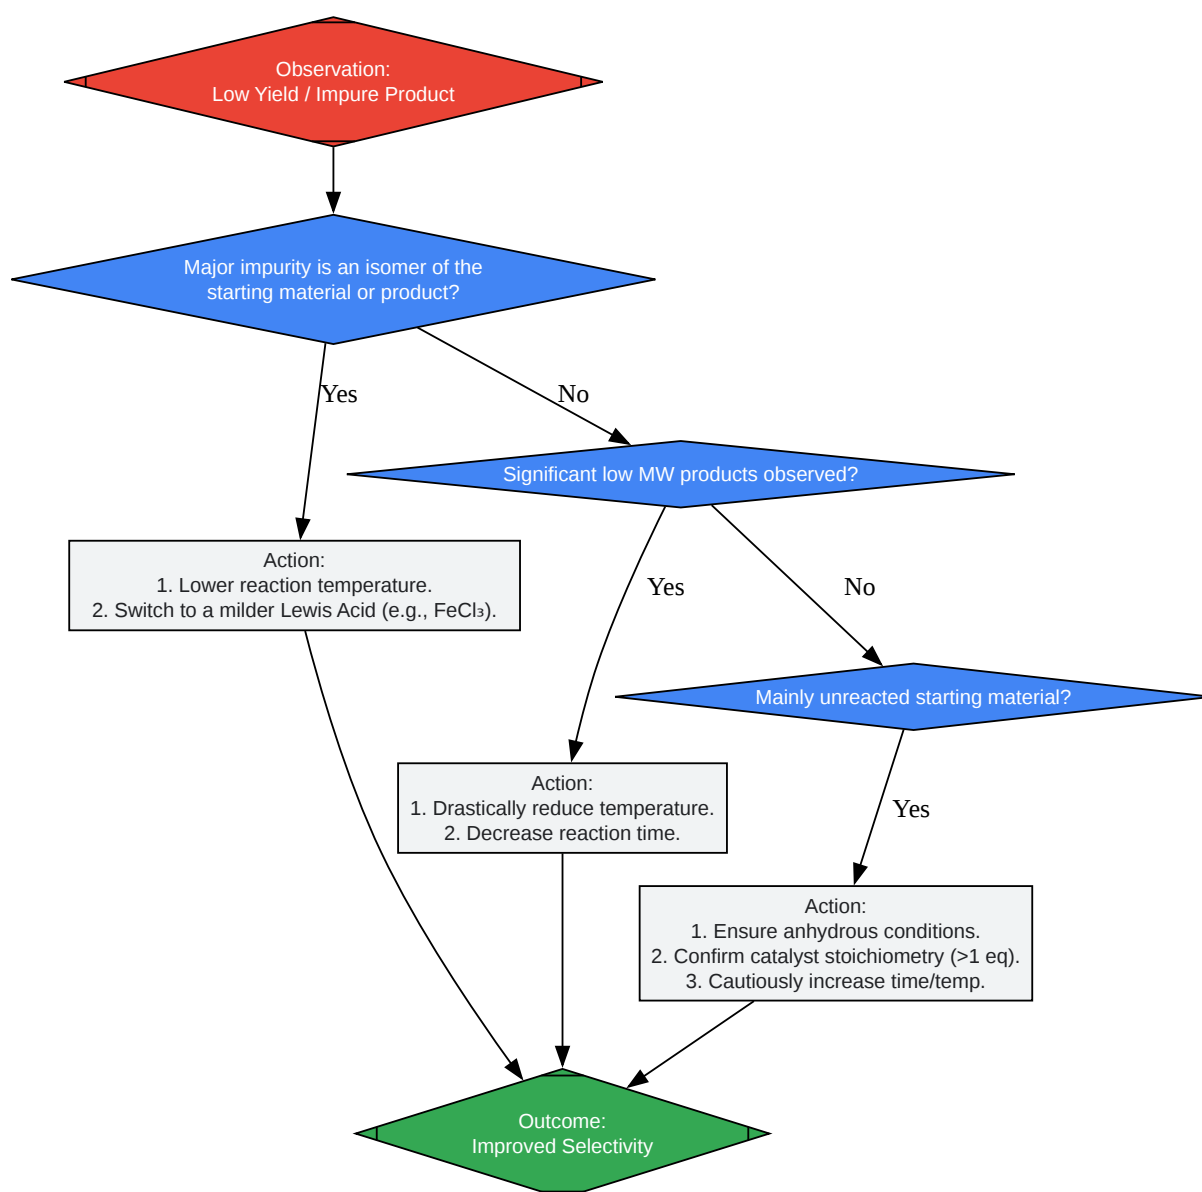 Observation:
Low Yield / Impure Product
Major impurity is an isomer of the
starting material or product?
Yes
No
Significant low MW products observed?
Action:
1. Lower reaction temperature.
2. Switch to a milder Lewis Acid (e.g., FeCl₃).
Yes
No
Mainly unreacted starting material?
Action:
1. Drastically reduce temperature.
2. Decrease reaction time.
Yes
Action:
1. Ensure anhydrous conditions.
2. Confirm catalyst stoichiometry (>1 eq).
3. Cautiously increase time/temp.
Outcome:
Improved Selectivity